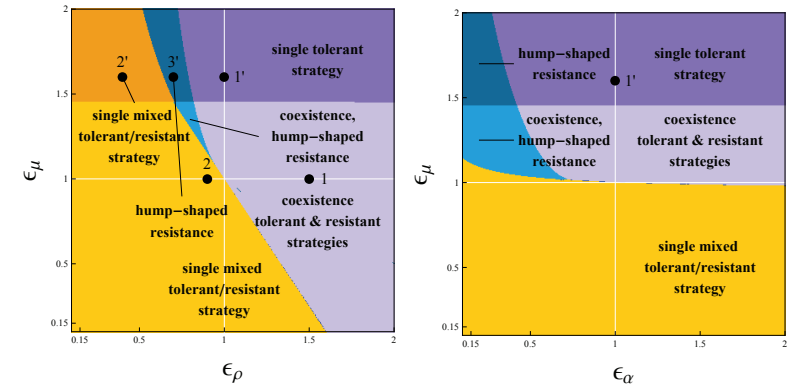 2
2'
3'
1'
single tolerant
strategy
1.5
single mixed
tolerant/resistant
strategy
coexistence,
hump−shaped
resistance
ϵμ
1
2
1
hump−shaped
resistance
coexistence
tolerant & resistant
strategies
0.5
single mixed
tolerant/resistant
strategy
0.15
0.15
0.5
1
1.5
2
ϵρ
2
hump−shaped
resistance
single tolerant
strategy
1'
1.5
coexistence,
hump−shaped
resistance
coexistence
tolerant & resistant
strategies
ϵμ
1
single mixed
tolerant/resistant
strategy
0.5
0.15
0.15
0.5
1
1.5
2
ϵα